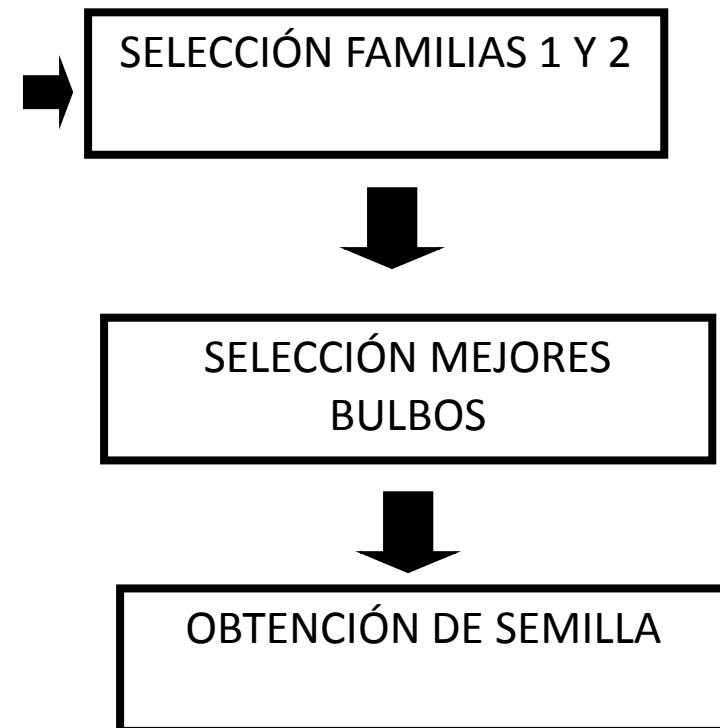 SELECCIÓN FAMILIAS 1 Y 2
SELECCIÓN MEJORES
BULBOS
OBTENCIÓN DE SEMILLA